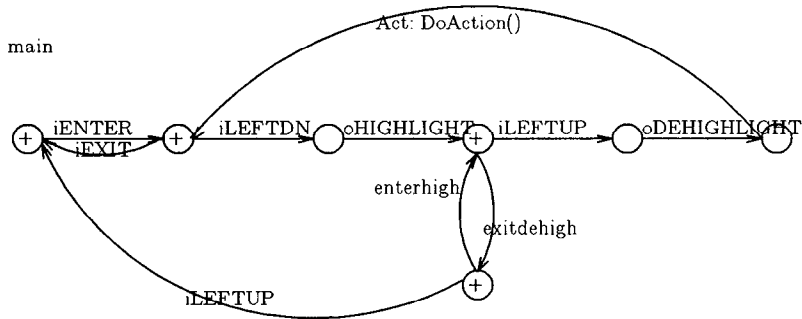 Act: DoAction()
main
iENTER
iEXIT
iLEFTDN
oHIGHLIGHT
iLEFTUP
oDEHIGHLIGHT
+
+
+
enterhigh
exitdehigh
+
iLEFTUP